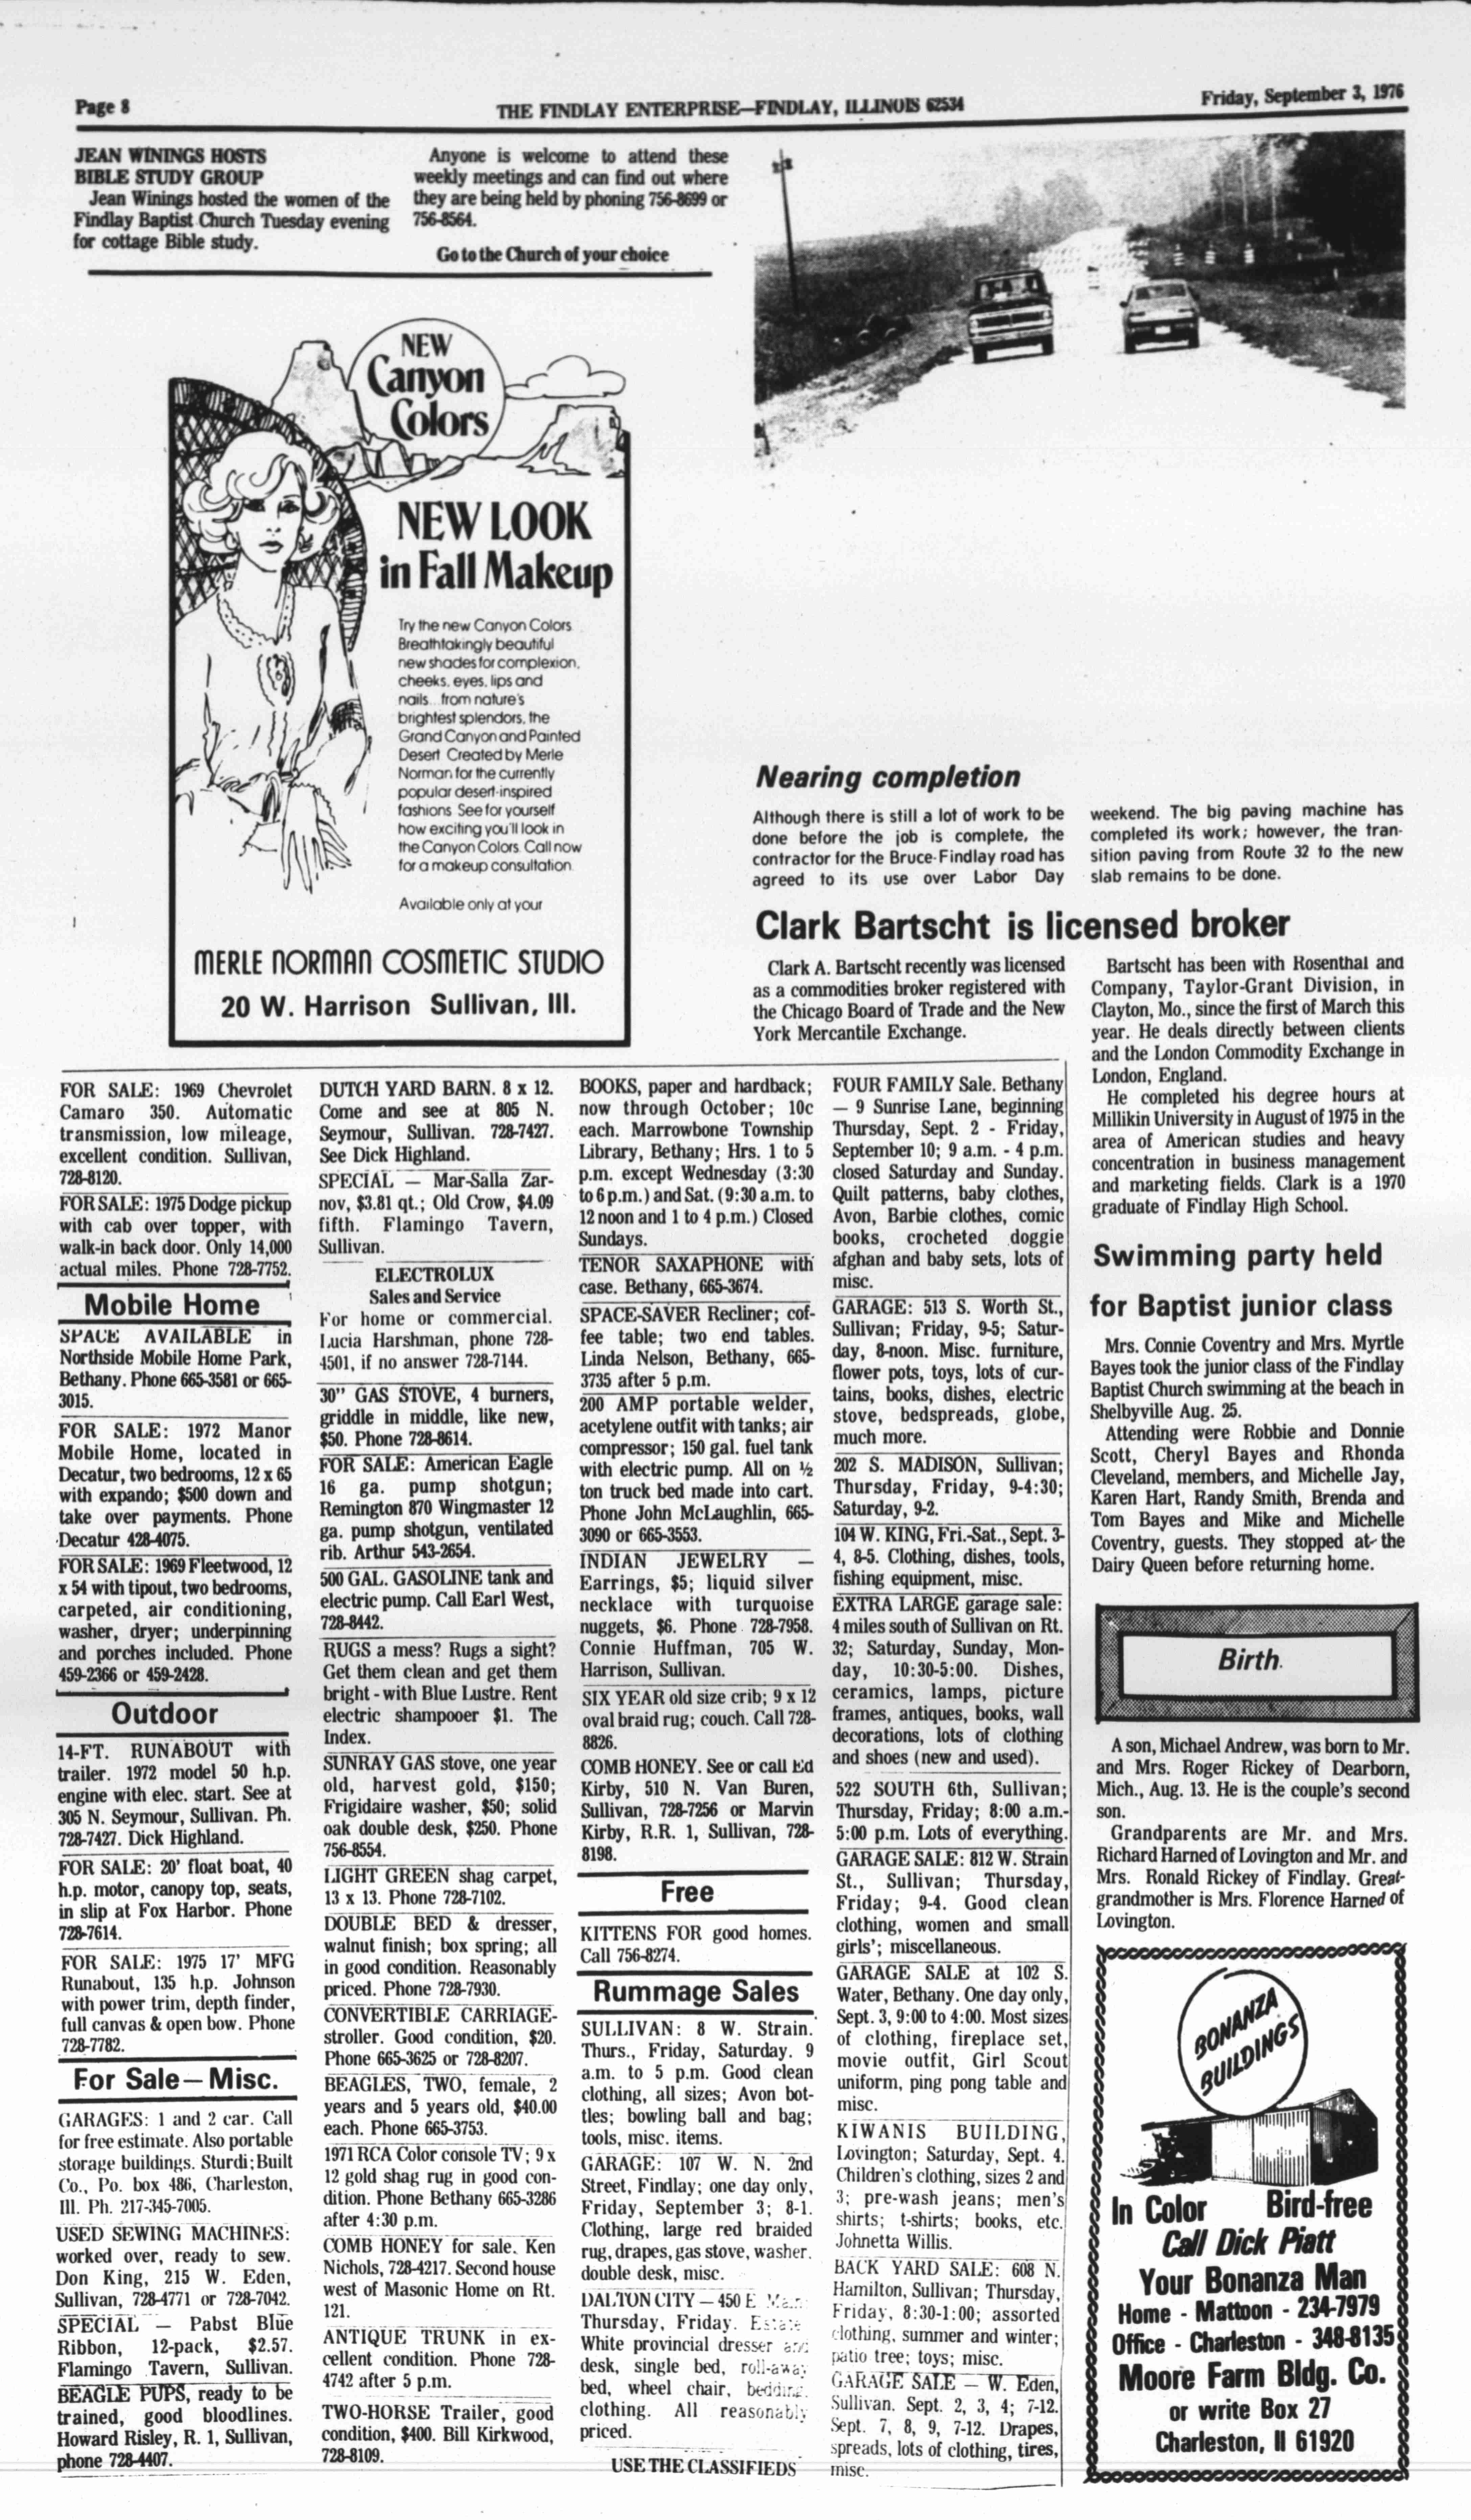 Page 8
THE FINDLAY ENTERPRISE—FINDLAY, ILLINOIS 62534
Friday, September 3, 1976
JEAN WININGS HOSTS
BIBLE STUDY GROUP
Jean Winings hosted the women of the
Findlay Baptist Church Tuesday evening
for cottage Bible study.
Anyone is welcome to attend these
weekly meetings and can find out where
they are being held by phoning 756-8699 or
756-8564.
Go to the Church of your choice
NEW
Canyon
Colors
NEW LOOK
in Fall Makeup
Try the new Canyon Colors
Breathtakingly beautiful
new shades for complexion,
cheeks, eyes, lips and
nails...from nature's
brightest splendors, the
Grand Canyon and Painted
Desert Created by Merle
Norman for the currently
popular desert-inspired
fashions See for yourself
how exciting you'll look in
the Canyon Colors. Call now
for a makeup consultation.
Available only at your
MERLE NORMAN COSMETIC STUDIO
20 W. Harrison Sullivan, Ill.
Nearing completion
Although there is still a lot of work to be
done before the job is complete, the
contractor for the Bruce-Findlay road has
agreed to its use over Labor Day
weekend. The big paving machine has
completed its work; however, the tran-
sition paving from Route 32 to the new
slab remains to be done.
Clark Bartscht is licensed broker
Clark A. Bartscht recently was licensed
as a commodities broker registered with
the Chicago Board of Trade and the New
York Mercantile Exchange.
Bartscht has been with Rosenthal and
Company, Taylor-Grant Division, in
Clayton, Mo., since the first of March this
year. He deals directly between clients
and the London Commodity Exchange in
London, England.
He completed his degree hours at
Millikin University in August of 1975 in the
area of American studies and heavy
concentration in business management
and marketing fields. Clark is a 1970
graduate of Findlay High School.
Swimming party held
for Baptist junior class
Mrs. Connie Coventry and Mrs. Myrtle
Bayes took the junior class of the Findlay
Baptist Church swimming at the beach in
Shelbyville Aug. 25.
Attending were Robbie and Donnie
Scott, Cheryl Bayes and Rhonda
Cleveland, members, and Michelle Jay,
Karen Hart, Randy Smith, Brenda and
Tom Bayes and Mike and Michelle
Coventry, guests. They stopped at the
Dairy Queen before returning home.
Birth
A son, Michael Andrew, was born to Mr.
and Mrs. Roger Rickey of Dearborn,
Mich., Aug. 13. He is the couple's second
son.
Grandparents are Mr. and Mrs.
Richard Harned of Lovington and Mr. and
Mrs. Ronald Rickey of Findlay. Great-
grandmother is Mrs. Florence Harned of
Lovington.
BONANZA
BUILDINGS
In Color Bird-free
Call Dick Piatt
Your Bonanza Man
Home - Mattoon - 234-7979
Office - Charleston - 348-8135
Moore Farm Bldg. Co.
or write Box 27
Charleston, Il 61920
FOR SALE: 1969 Chevrolet
Camaro 350. Automatic
transmission, low mileage,
excellent condition. Sullivan,
728-8120.
FOR SALE: 1975 Dodge pickup
with cab over topper, with
walk-in back door. Only 14,000
actual miles. Phone 728-7752.
Mobile Home
SPACE AVAILABLE in
Northside Mobile Home Park,
Bethany. Phone 665-3581 or 665-
3015.
FOR SALE: 1972 Manor
Mobile Home, located in
Decatur, two bedrooms, 12 x 65
with expando; $500 down and
take over payments. Phone
Decatur 428-4075.
FOR SALE: 1969 Fleetwood, 12
x 54 with tipout, two bedrooms,
carpeted, air conditioning,
washer, dryer; underpinning
and porches included. Phone
459-2366 or 459-2428.
Outdoor
14-FT. RUNABOUT with
trailer. 1972 model 50 h.p.
engine with elec. start. See at
305 N. Seymour, Sullivan. Ph.
728-7427. Dick Highland.
FOR SALE: 20' float boat, 40
h.p. motor, canopy top, seats,
in slip at Fox Harbor. Phone
728-7614.
FOR SALE: 1975 17' MFG
Runabout, 135 h.p. Johnson
with power trim, depth finder,
full canvas & open bow. Phone
728-7782.
For Sale—Misc.
GARAGES: 1 and 2 car. Call
for free estimate. Also portable
storage buildings. Sturdi-Built
Co., Po. box 486, Charleston,
Ill. Ph. 217-345-7005.
USED SEWING MACHINES:
worked over, ready to sew.
Don King, 215 W. Eden,
Sullivan, 728-4771 or 728-7042.
SPECIAL — Pabst Blue
Ribbon, 12-pack, $2.57.
Flamingo Tavern, Sullivan.
BEAGLE PUPS, ready to be
trained, good bloodlines.
Howard Risley, R. 1, Sullivan,
phone 728-4407.
DUTCH YARD BARN. 8 x 12.
Come and see at 805 N.
Seymour, Sullivan. 728-7427.
See Dick Highland.
SPECIAL — Mar-Salla Zar-
nov, $3.81 qt.; Old Crow, $4.09
fifth. Flamingo Tavern,
Sullivan.
ELECTROLUX
Sales and Service
For home or commercial.
Lucia Harshman, phone 728-
4501, if no answer 728-7144.
30" GAS STOVE, 4 burners,
griddle in middle, like new,
$50. Phone 728-8614.
FOR SALE: American Eagle
16 ga. pump shotgun;
Remington 870 Wingmaster 12
ga. pump shotgun, ventilated
rib. Arthur 543-2654.
500 GAL. GASOLINE tank and
electric pump. Call Earl West,
728-8442.
RUGS a mess? Rugs a sight?
Get them clean and get them
bright - with Blue Lustre. Rent
electric shampooer $1. The
Index.
SUNRAY GAS stove, one year
old, harvest gold, $150;
Frigidaire washer, $50; solid
oak double desk, $250. Phone
756-8554.
LIGHT GREEN shag carpet,
13 x 13. Phone 728-7102.
DOUBLE BED & dresser,
walnut finish; box spring; all
in good condition. Reasonably
priced. Phone 728-7930.
CONVERTIBLE CARRIAGE-
stroller. Good condition, $20.
Phone 665-3625 or 728-8207.
BEAGLES, TWO, female, 2
years and 5 years old, $40.00
each. Phone 665-3753.
1971 RCA Color console TV; 9 x
12 gold shag rug in good con-
dition. Phone Bethany 665-3286
after 4:30 p.m.
COMB HONEY for sale. Ken
Nichols, 728-4217. Second house
west of Masonic Home on Rt.
121.
ANTIQUE TRUNK in ex-
cellent condition. Phone 728-
4742 after 5 p.m.
TWO-HORSE Trailer, good
condition, $400. Bill Kirkwood,
728-8109.
BOOKS, paper and hardback;
now through October; 10c
each. Marrowbone Township
Library, Bethany; Hrs. 1 to 5
p.m. except Wednesday (3:30
to 6 p.m.) and Sat. (9:30 a.m. to
12 noon and 1 to 4 p.m.) Closed
Sundays.
TENOR SAXAPHONE with
case. Bethany, 665-3674.
SPACE-SAVER Recliner; cof-
fee table; two end tables.
Linda Nelson, Bethany, 665-
3735 after 5 p.m.
200 AMP portable welder,
acetylene outfit with tanks; air
compressor; 150 gal. fuel tank
with electric pump. All on ½
ton truck bed made into cart.
Phone John McLaughlin, 665-
3090 or 665-3553.
INDIAN JEWELRY —
Earrings, $5; liquid silver
necklace with turquoise
nuggets, $6. Phone 728-7958.
Connie Huffman, 705 W.
Harrison, Sullivan.
SIX YEAR old size crib; 9 x 12
oval braid rug; couch. Call 728-
8826.
COMB HONEY. See or call Ed
Kirby, 510 N. Van Buren,
Sullivan, 728-7256 or Marvin
Kirby, R.R. 1, Sullivan, 728-
8198.
Free
KITTENS FOR good homes.
Call 756-8274.
Rummage Sales
SULLIVAN: 8 W. Strain.
Thurs., Friday, Saturday. 9
a.m. to 5 p.m. Good clean
clothing, all sizes; Avon bot-
tles; bowling ball and bag;
tools, misc. items.
GARAGE: 107 W. N. 2nd
Street, Findlay; one day only,
Friday, September 3; 8-1.
Clothing, large red braided
rug, drapes, gas stove, washer,
double desk, misc.
DALTON CITY — 450 E. Main
Thursday, Friday. Estate
White provincial dresser and
desk, single bed, roll-away
bed, wheel chair, bedding,
clothing. All reasonably
priced.
USE THE CLASSIFIEDS
FOUR FAMILY Sale. Bethany
— 9 Sunrise Lane, beginning
Thursday, Sept. 2 - Friday,
September 10; 9 a.m. - 4 p.m.
closed Saturday and Sunday.
Quilt patterns, baby clothes,
Avon, Barbie clothes, comic
books, crocheted doggie
afghan and baby sets, lots of
misc.
GARAGE: 513 S. Worth St.,
Sullivan; Friday, 9-5; Satur-
day, 8-noon. Misc. furniture,
flower pots, toys, lots of cur-
tains, books, dishes, electric
stove, bedspreads, globe,
much more.
202 S. MADISON, Sullivan;
Thursday, Friday, 9-4:30;
Saturday, 9-2.
104 W. KING, Fri.-Sat., Sept. 3-
4, 8-5. Clothing, dishes, tools,
fishing equipment, misc.
EXTRA LARGE garage sale:
4 miles south of Sullivan on Rt.
32; Saturday, Sunday, Mon-
day, 10:30-5:00. Dishes,
ceramics, lamps, picture
frames, antiques, books, wall
decorations, lots of clothing
and shoes (new and used).
522 SOUTH 6th, Sullivan;
Thursday, Friday; 8:00 a.m.-
5:00 p.m. Lots of everything.
GARAGE SALE: 812 W. Strain
St., Sullivan; Thursday,
Friday; 9-4. Good clean
clothing, women and small
girls'; miscellaneous.
GARAGE SALE at 102 S.
Water, Bethany. One day only,
Sept. 3, 9:00 to 4:00. Most sizes
of clothing, fireplace set,
movie outfit, Girl Scout
uniform, ping pong table and
misc.
KIWANIS BUILDING,
Lovington; Saturday, Sept. 4.
Children's clothing, sizes 2 and
3; pre-wash jeans; men's
shirts; t-shirts; books, etc.
Johnetta Willis.
BACK YARD SALE: 608 N.
Hamilton, Sullivan; Thursday,
Friday, 8:30-1:00; assorted
clothing, summer and winter;
patio tree; toys; misc.
GARAGE SALE — W. Eden,
Sullivan. Sept. 2, 3, 4; 7-12.
Sept. 7, 8, 9, 7-12. Drapes,
spreads, lots of clothing, tires,
misc.